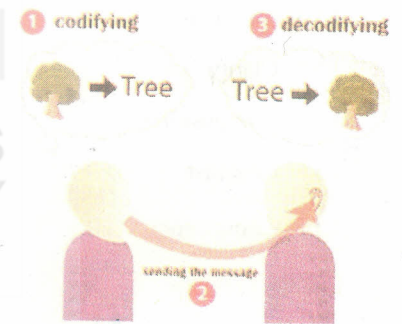 1 codifying
3 decodifying
Tree
Tree
sending the message
2